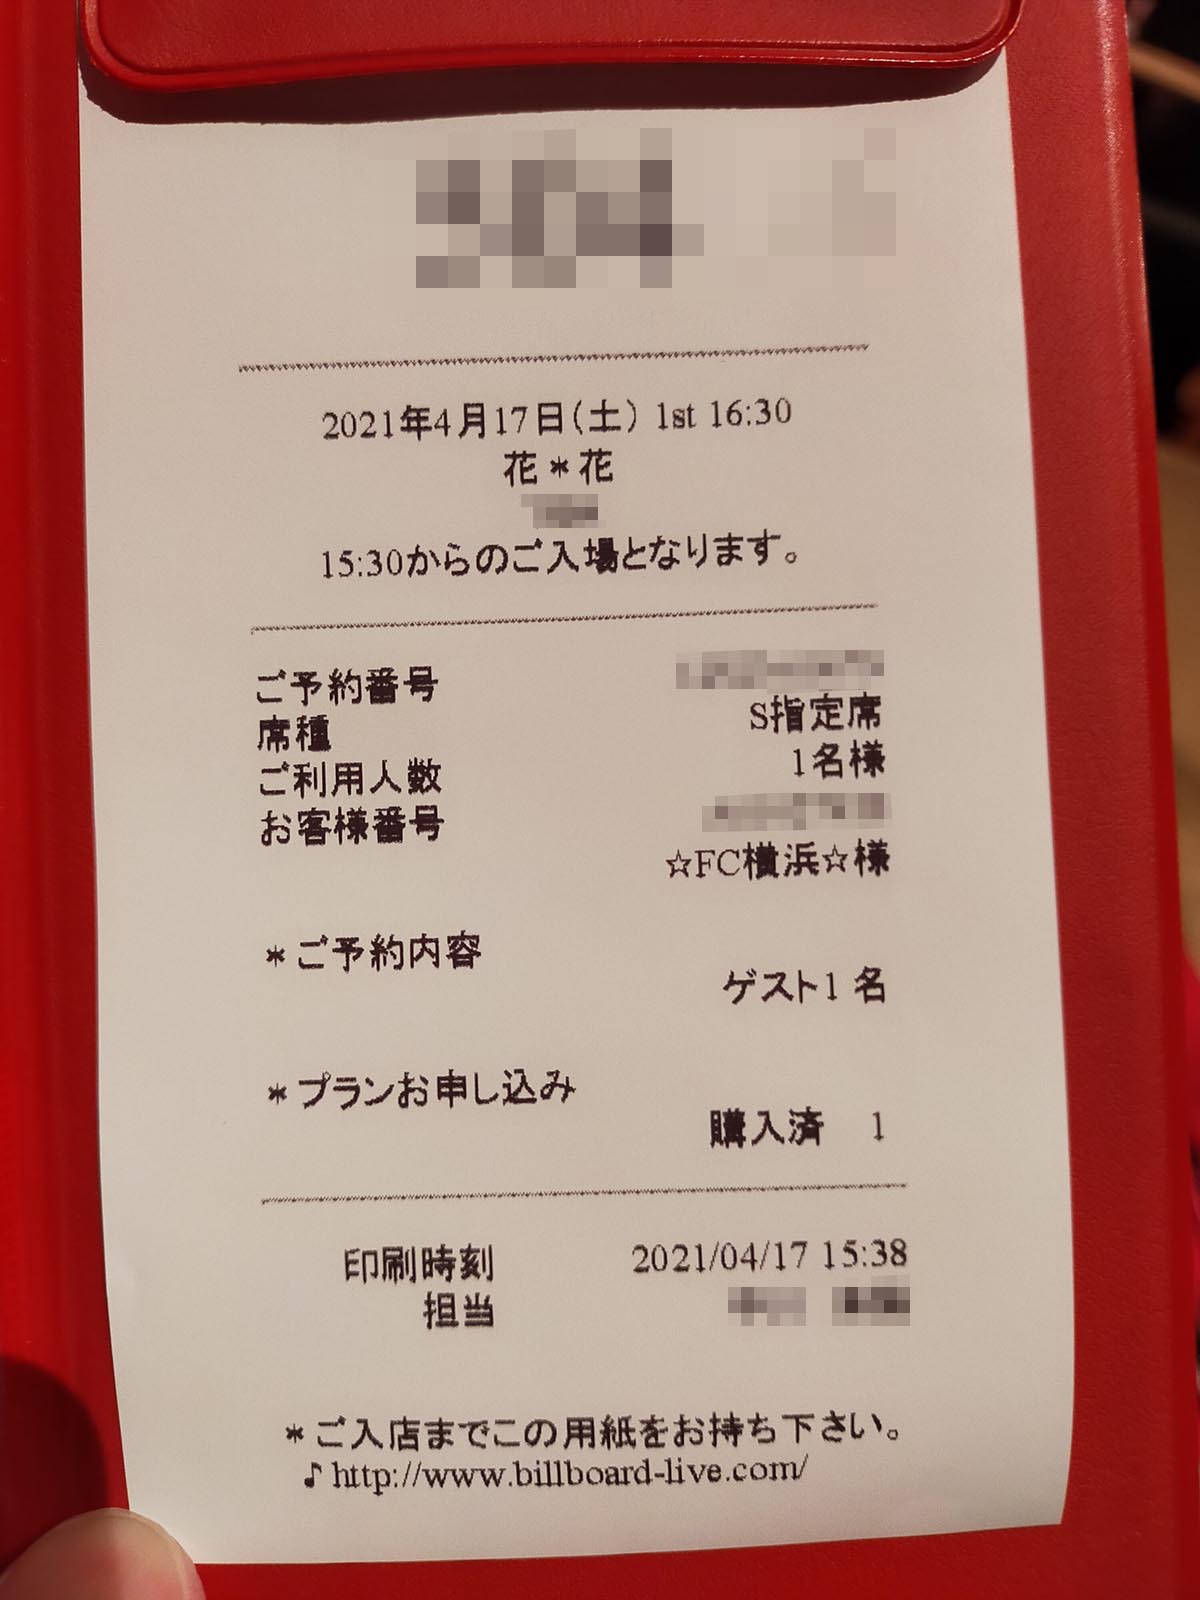 2021年4月17日(土) 1st 16:30
花＊花
15:30からのご入場となります。
ご予約番号
席種 S指定席
ご利用人数 1名様
お客様番号
☆FC横浜☆様
＊ご予約内容
ゲスト1 名
＊プランお申し込み
購入済 1
印刷時刻 2021/04/17 15:38
担当
＊ご入店までこの用紙をお持ち下さい。
♪http://www.billboard-live.com/